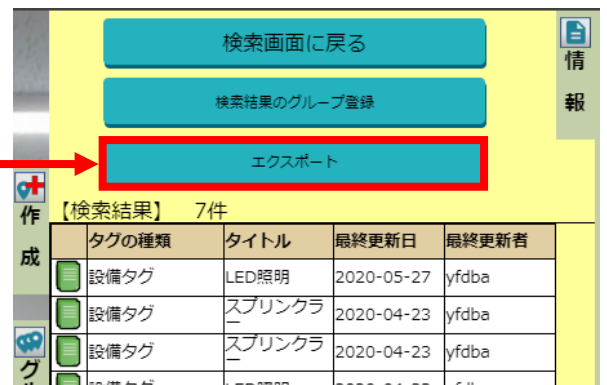 検索画面に戻る
検索結果のグループ登録
エクスポート
情
報
作
成
グ
【検索結果】 7件
タグの種類 タイトル 最終更新日 最終更新者
設備タグ LED照明 2020-05-27 yfdba
設備タグ スプリンクラ
ー 2020-04-23 yfdba
設備タグ スプリンクラ
ー 2020-04-23 yfdba